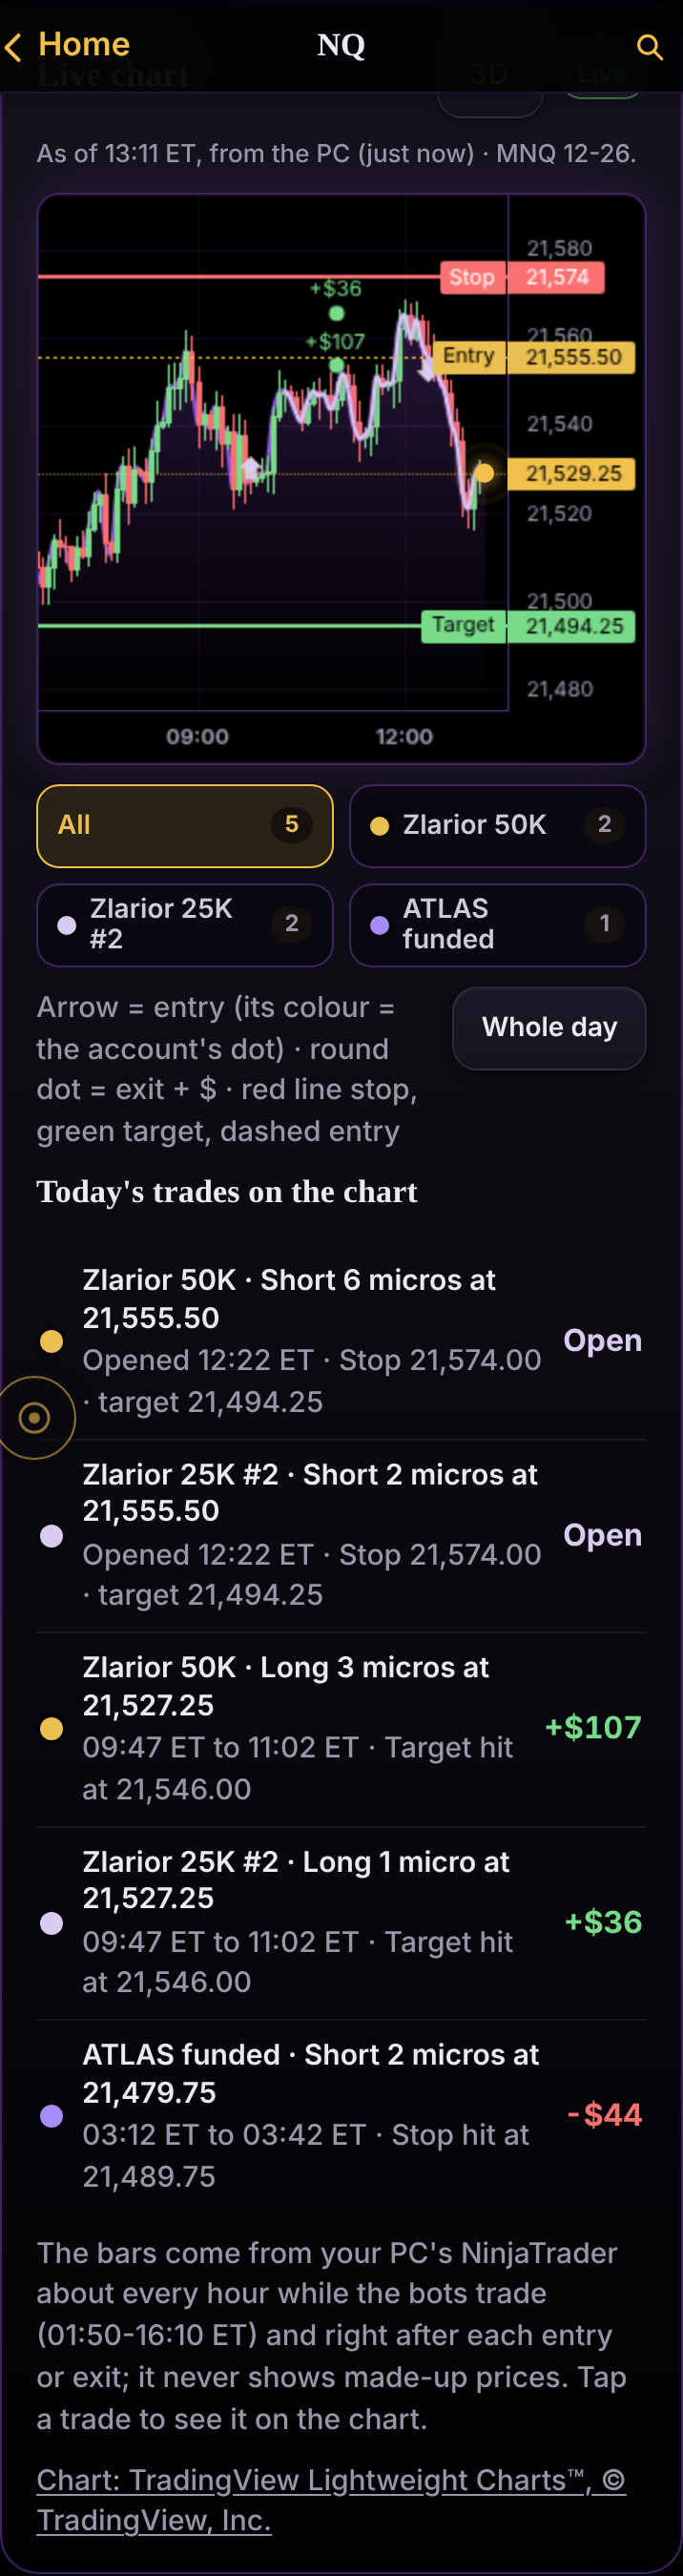 Home
NQ
Live chart
3D
Live
As of 13:11 ET, from the PC (just now) · MNQ 12-26.
21,580
Stop 21,574
+$36
21,560
+$107
Entry 21,555.50
21,540
21,529.25
21,520
21,500
Target 21,494.25
21,480
09:00
12:00
All 5
Zlarior 50K 2
Zlarior 25K
#2
2
ATLAS
funded
1
Arrow = entry (its colour =
the account's dot) · round
dot = exit + $ · red line stop,
green target, dashed entry
Whole day
Today's trades on the chart
Zlarior 50K · Short 6 micros at
21,555.50
Opened 12:22 ET · Stop 21,574.00
· target 21,494.25
Open
Zlarior 25K #2 · Short 2 micros at
21,555.50
Opened 12:22 ET · Stop 21,574.00
· target 21,494.25
Open
Zlarior 50K · Long 3 micros at
21,527.25
09:47 ET to 11:02 ET · Target hit
at 21,546.00
+$107
Zlarior 25K #2 · Long 1 micro at
21,527.25
09:47 ET to 11:02 ET · Target hit
at 21,546.00
+$36
ATLAS funded · Short 2 micros at
21,479.75
03:12 ET to 03:42 ET · Stop hit at
21,489.75
-$44
The bars come from your PC's NinjaTrader
about every hour while the bots trade
(01:50-16:10 ET) and right after each entry
or exit; it never shows made-up prices. Tap
a trade to see it on the chart.
Chart: TradingView Lightweight Charts™, ©
TradingView, Inc.